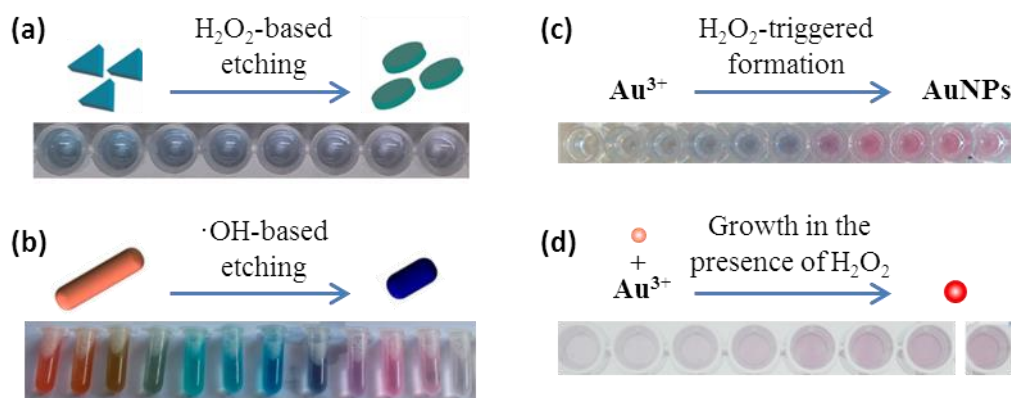 (a)
H₂O₂-based
etching
(b)
·OH-based
etching
(c)
H₂O₂-triggered
formation
Au³⁺
AuNPs
(d)
Growth in the
presence of H₂O₂
+
Au³⁺